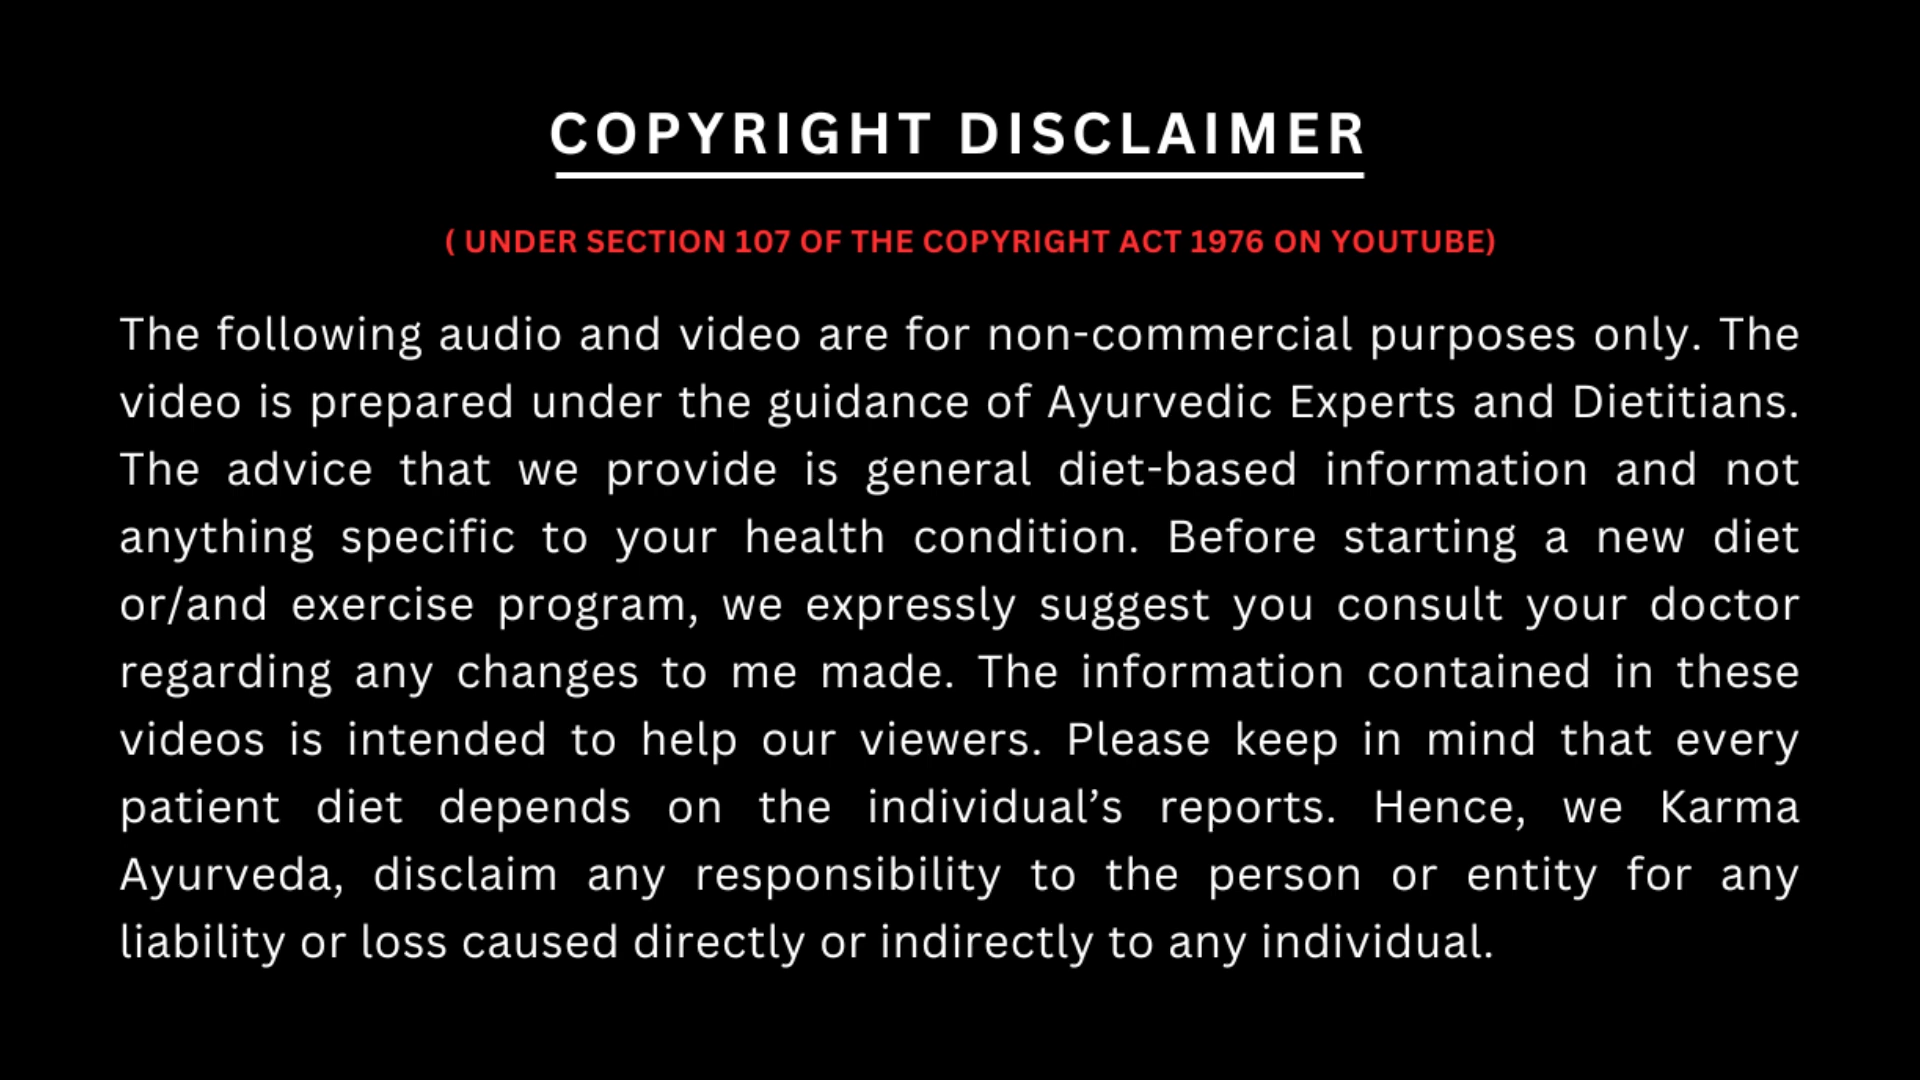 COPYRIGHT DISCLAIMER
( UNDER SECTION 107 OF THE COPYRIGHT ACT 1976 ON YOUTUBE)
The following audio and video are for non-commercial purposes only. The
video is prepared under the guidance of Ayurvedic Experts and Dietitians.
The advice that we provide is general diet-based information and not
anything specific to your health condition. Before starting a new diet
or/and exercise program, we expressly suggest you consult your doctor
regarding any changes to me made. The information contained in these
videos is intended to help our viewers. Please keep in mind that every
patient diet depends on the individual’s reports. Hence, we Karma
Ayurveda, disclaim any responsibility to the person or entity for any
liability or loss caused directly or indirectly to any individual.